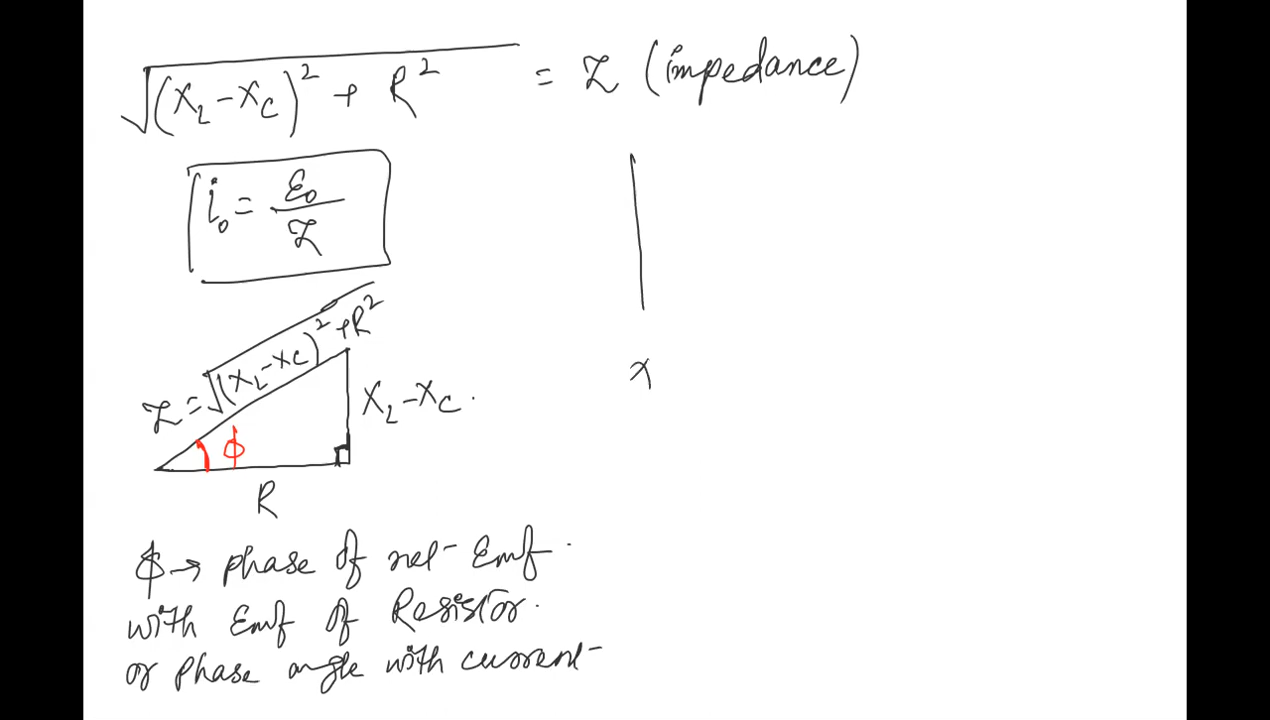 √(X_L - X_C)² + R² = Z (impedance)
i₀ = ε₀/Z
Z = √(X_L - X_C)² + R²
X_L - X_C
ϕ
R
x
ϕ → phase of net Emf
with Emf of Resistor.
or phase angle with current